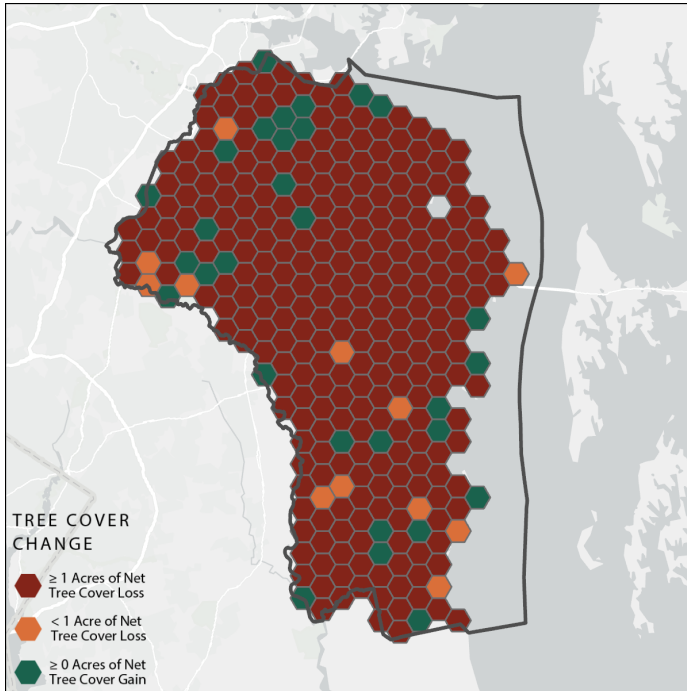 TREE COVER
CHANGE
≥ 1 Acres of Net
Tree Cover Loss
< 1 Acre of Net
Tree Cover Loss
≥ 0 Acres of Net
Tree Cover Gain